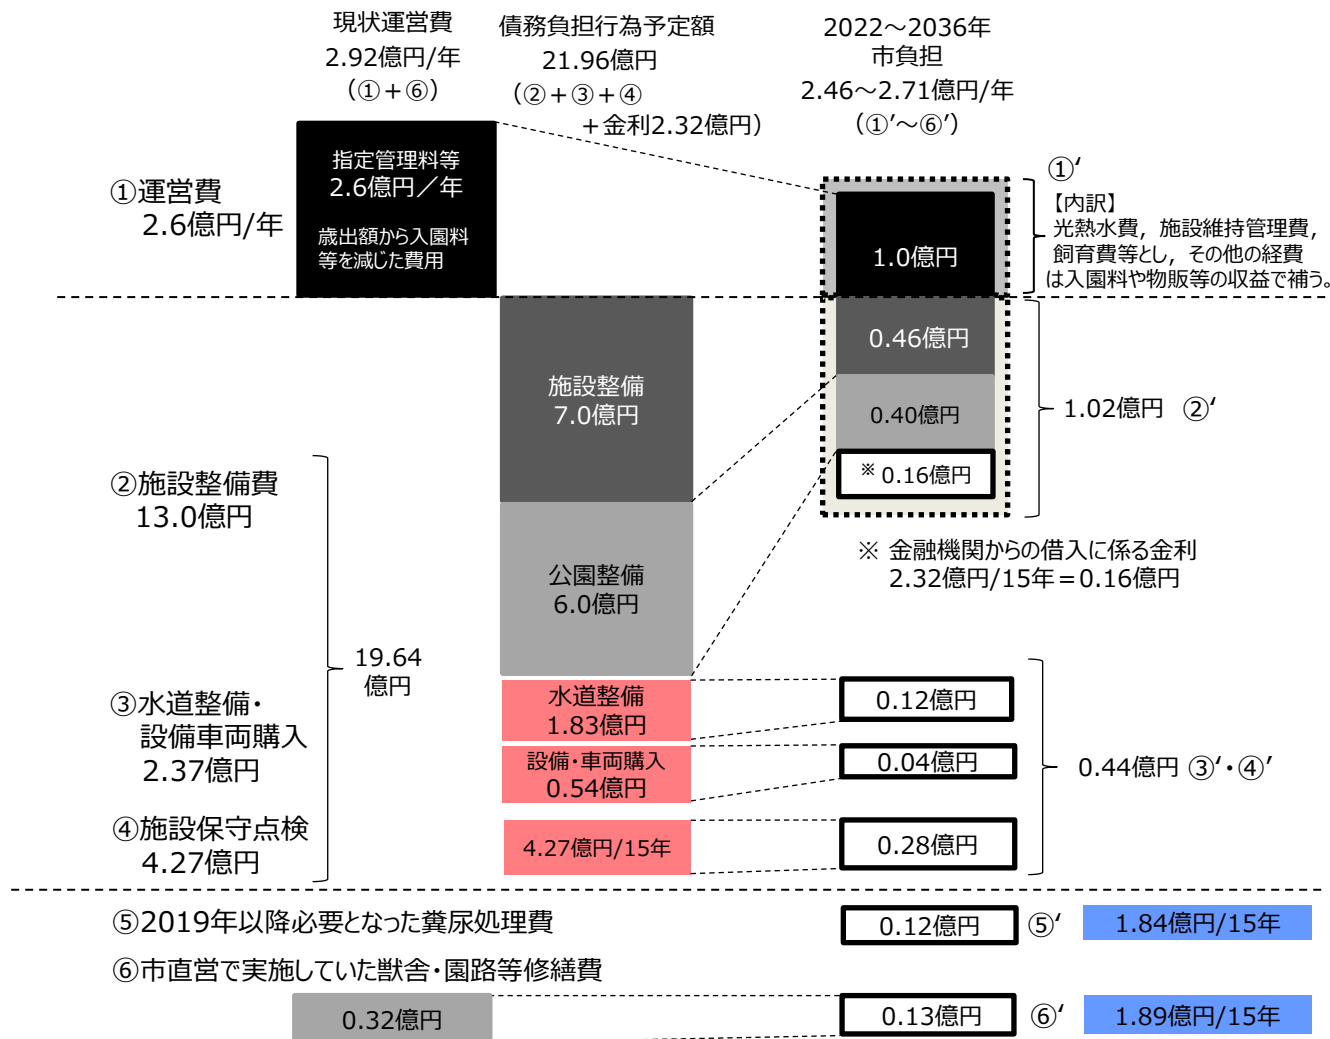 現状運営費
2.92億円/年
（①＋⑥）
債務負担行為予定額
21.96億円
（②＋③＋④
＋金利2.32億円）
2022～2036年
市負担
2.46～2.71億円/年
（①′～⑥′）
①運営費
2.6億円/年
指定管理料等
2.6億円／年
歳出額から入園料
等を減じた費用
1.0億円
①′
【内訳】
光熱水費，施設維持管理費，
飼育費等とし，その他の経費
は入園料や物販等の収益で補う。
施設整備
7.0億円
0.46億円
0.40億円
※ 0.16億円
1.02億円 ②′
②施設整備費
13.0億円
公園整備
6.0億円
※ 金融機関からの借入に係る金利
2.32億円/15年＝0.16億円
19.64
億円
③水道整備・
設備車両購入
2.37億円
水道整備
1.83億円
0.12億円
設備・車両購入
0.54億円
0.04億円
0.44億円 ③′・④′
④施設保守点検
4.27億円
4.27億円/15年
0.28億円
⑤2019年以降必要となった糞尿処理費
0.12億円
⑤′
1.84億円/15年
⑥市直営で実施していた獣舎・園路等修繕費
0.32億円
0.13億円
⑥′
1.89億円/15年